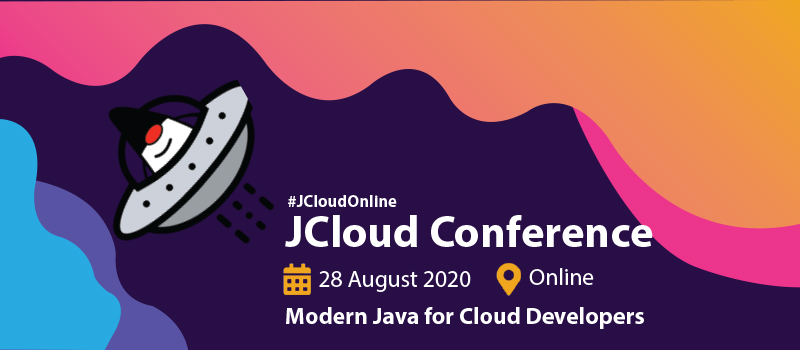 #JCloudOnline
JCloud Conference
28 August 2020 Online
Modern Java for Cloud Developers